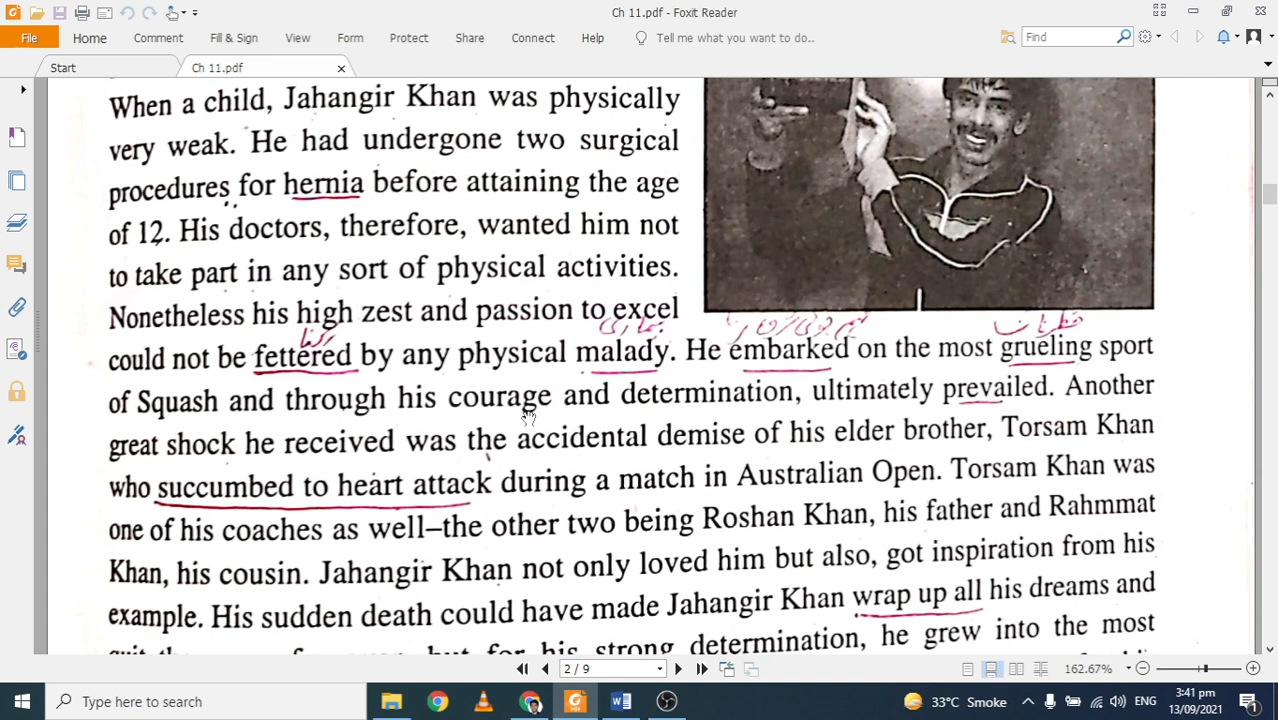 Ch 11.pdf - Foxit Reader
File Home Comment Fill & Sign View Form Protect Share Connect Help Tell me what you want to do.. Find
Start Ch 11.pdf
When a child, Jahangir Khan was physically
very weak. He had undergone two surgical
procedures for hernia before attaining the age
of 12. His doctors, therefore, wanted him not
to take part in any sort of physical activities.
Nonetheless his high zest and passion to excel
بیماری
could not be fettered by any physical malady. He embarked on the most grueling sport
of Squash and through his courage and determination, ultimately prevailed. Another
great shock he received was the accidental demise of his elder brother, Torsam Khan
who succumbed to heart attack during a match in Australian Open. Torsam Khan was
one of his coaches as well–the other two being Roshan Khan, his father and Rahmmat
Khan, his cousin. Jahangir Khan not only loved him but also, got inspiration from his
example. His sudden death could have made Jahangir Khan wrap up all his dreams and
but for his strong determination, he grew into the most
2 / 9 162.67%
Type here to search 33°C Smoke ENG 3:41 pm
13/09/2021 1